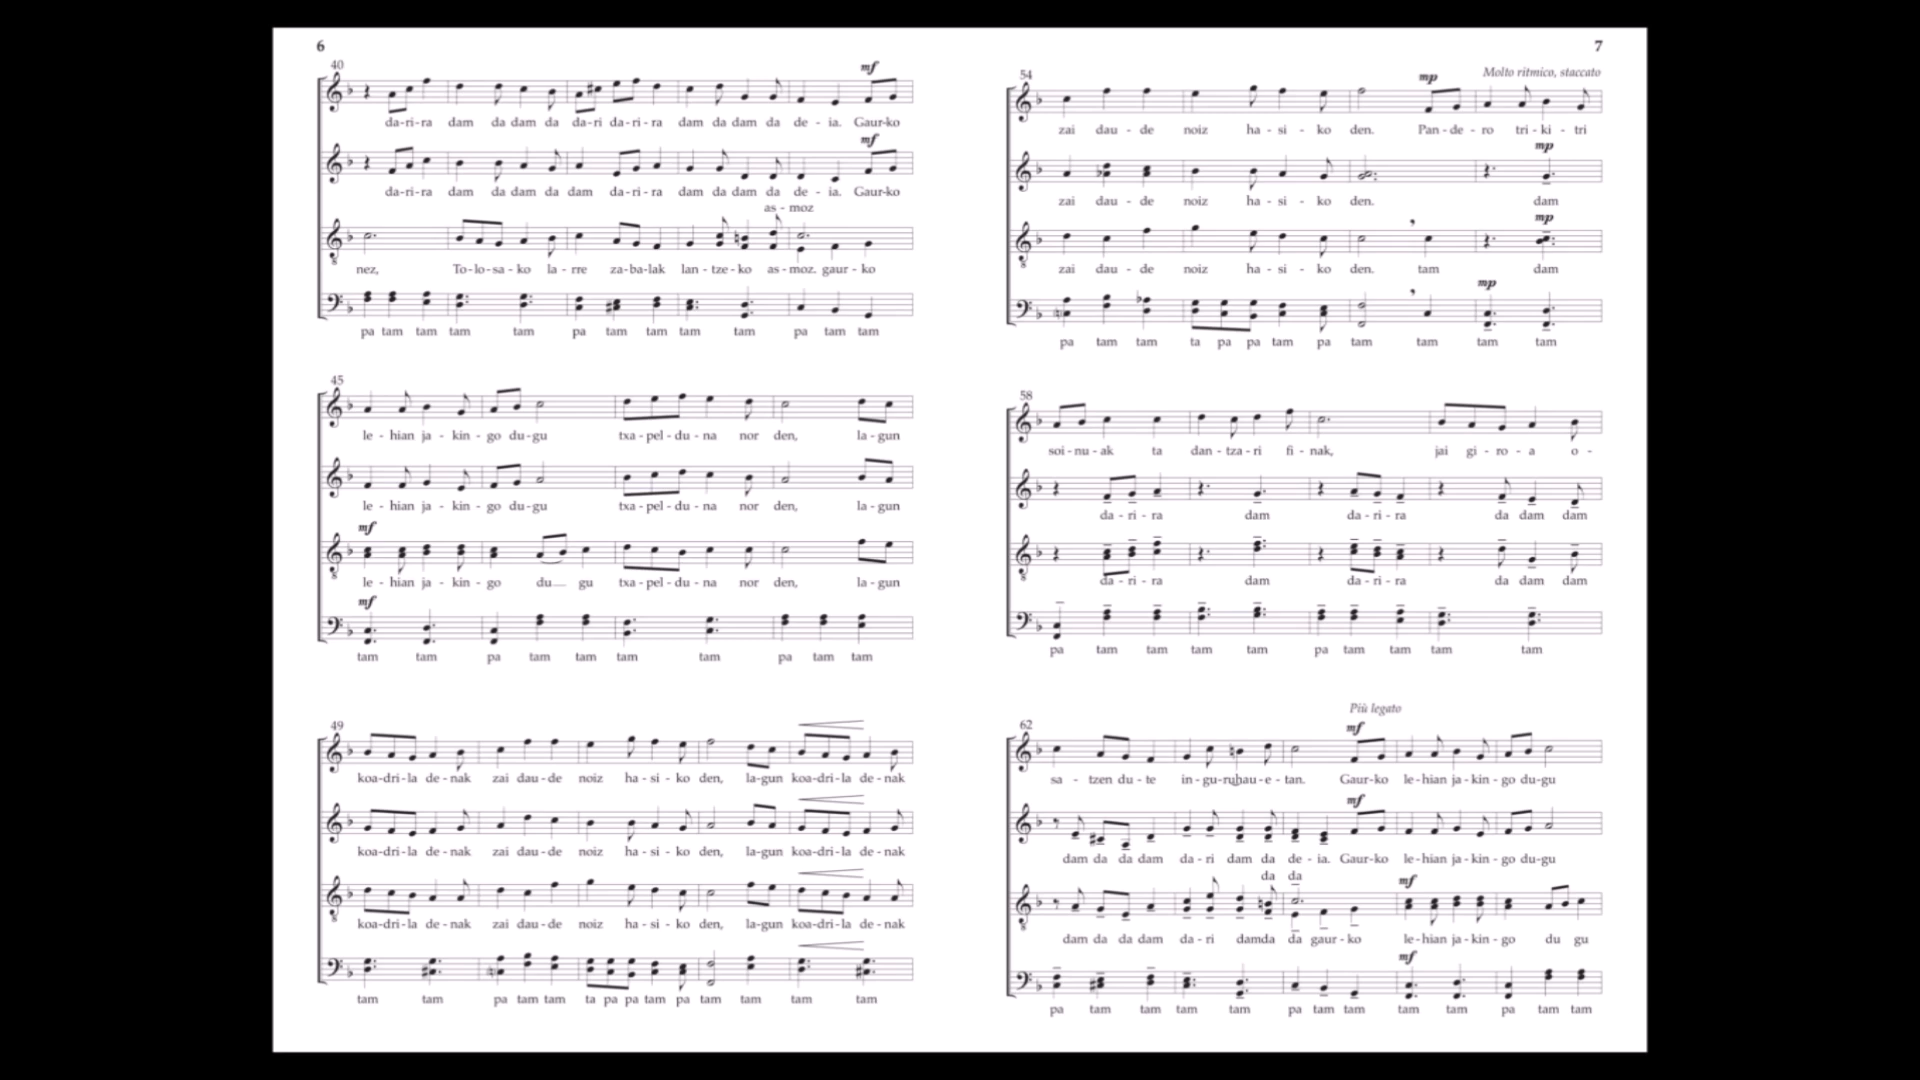 6
40
mf
da-ri-ra dam da dam da da-ri da-ri-ra dam da dam da de-ia. Gaur-ko
mf
da-ri-ra dam da dam da dam da-ri-ra dam da dam da de-ia. Gaur-ko
as-moz
nez, To-lo-sa-ko la-rre za-ba-lak lan-tze-ko as-moz. gaur-ko
pa tam tam tam tam pa tam tam tam tam pa tam tam
45
le-hian ja-kin-go du-gu txa-pel-du-na nor den, la-gun
le-hian ja-kin-go du-gu txa-pel-du-na nor den, la-gun
mf
le-hian ja-kin-go du gu txa-pel-du-na nor den, la-gun
mf
tam tam pa tam tam tam tam pa tam tam
49
koa-dri-la de-nak zai dau-de noiz ha-si-ko den, la-gun koa-dri-la de-nak
koa-dri-la de-nak zai dau-de noiz ha-si-ko den, la-gun koa-dri-la de-nak
koa-dri-la de-nak zai dau-de noiz ha-si-ko den, la-gun koa-dri-la de-nak
tam tam pa tam tam ta pa pa tam pa tam tam tam tam
7
54
mp Molto ritmico, staccato
zai dau-de noiz ha-si-ko den. Pan-de-ro tri-ki-tri
mp
zai dau-de noiz ha-si-ko den. dam
mp
zai dau-de noiz ha-si-ko den. tam dam
mp
pa tam tam ta pa pa tam pa tam tam tam tam
58
soi-nu-ak ta dan-tza-ri fi-nak, jai gi-ro-a o-
da-ri-ra dam da-ri-ra da dam dam
da-ri-ra dam da-ri-ra da dam dam
pa tam tam tam tam pa tam tam tam tam
62
Più legato
mf
sa-tzen du-te in-gu-ru hau-e-tan. Gaur-ko le-hian ja-kin-go du-gu
mf
dam da da dam da-ri dam da de-ia. Gaur-ko le-hian ja-kin-go du-gu
da da
mf
dam da da dam da-ri damda da gaur-ko le-hian ja-kin-go du gu
mf
pa tam tam tam tam pa tam tam tam tam pa tam tam